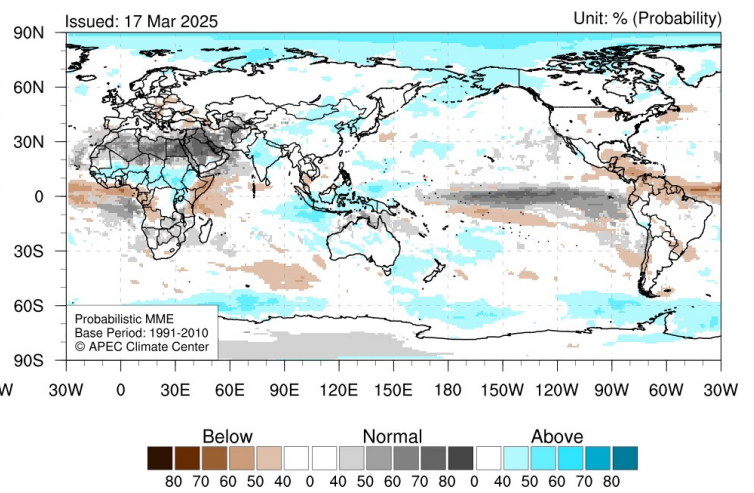 Issued: 17 Mar 2025
Unit: % (Probability)
90N
60N
30N
0
30S
60S
90S
Probabilistic MME
Base Period: 1991-2010
© APEC Climate Center
W 30W 0 30E 60E 90E 120E 150E 180 150W 120W 90W 60W 30W
Below Normal Above
80 70 60 50 40 0 40 50 60 70 80 0 40 50 60 70 80